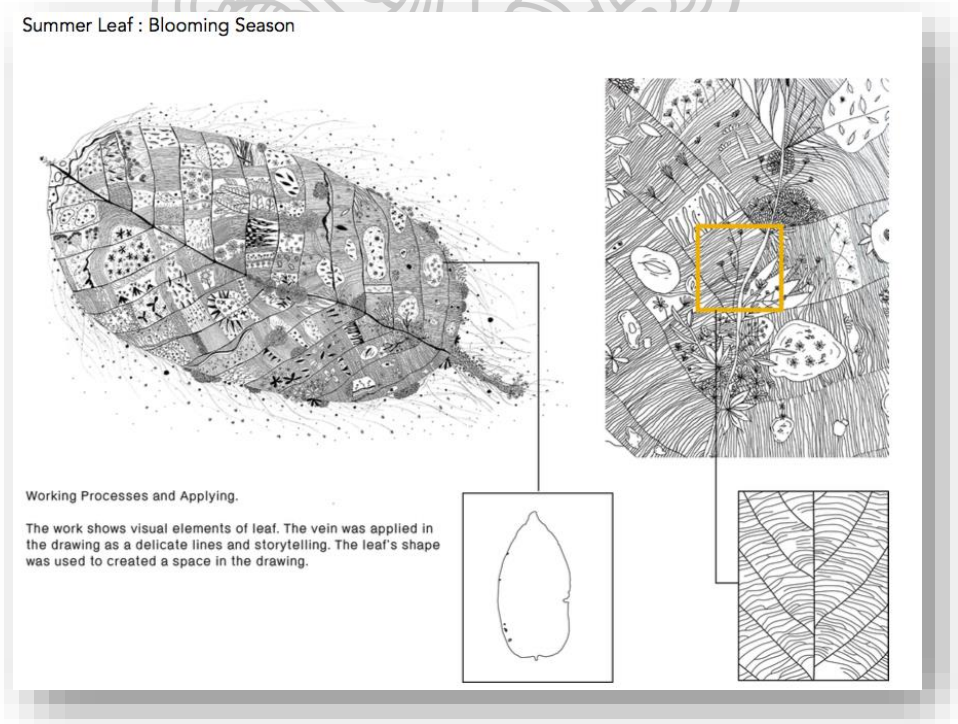 Summer Leaf : Blooming Season
Working Processes and Applying.
The work shows visual elements of leaf. The vein was applied in
the drawing as a delicate lines and storytelling. The leaf's shape
was used to created a space in the drawing.